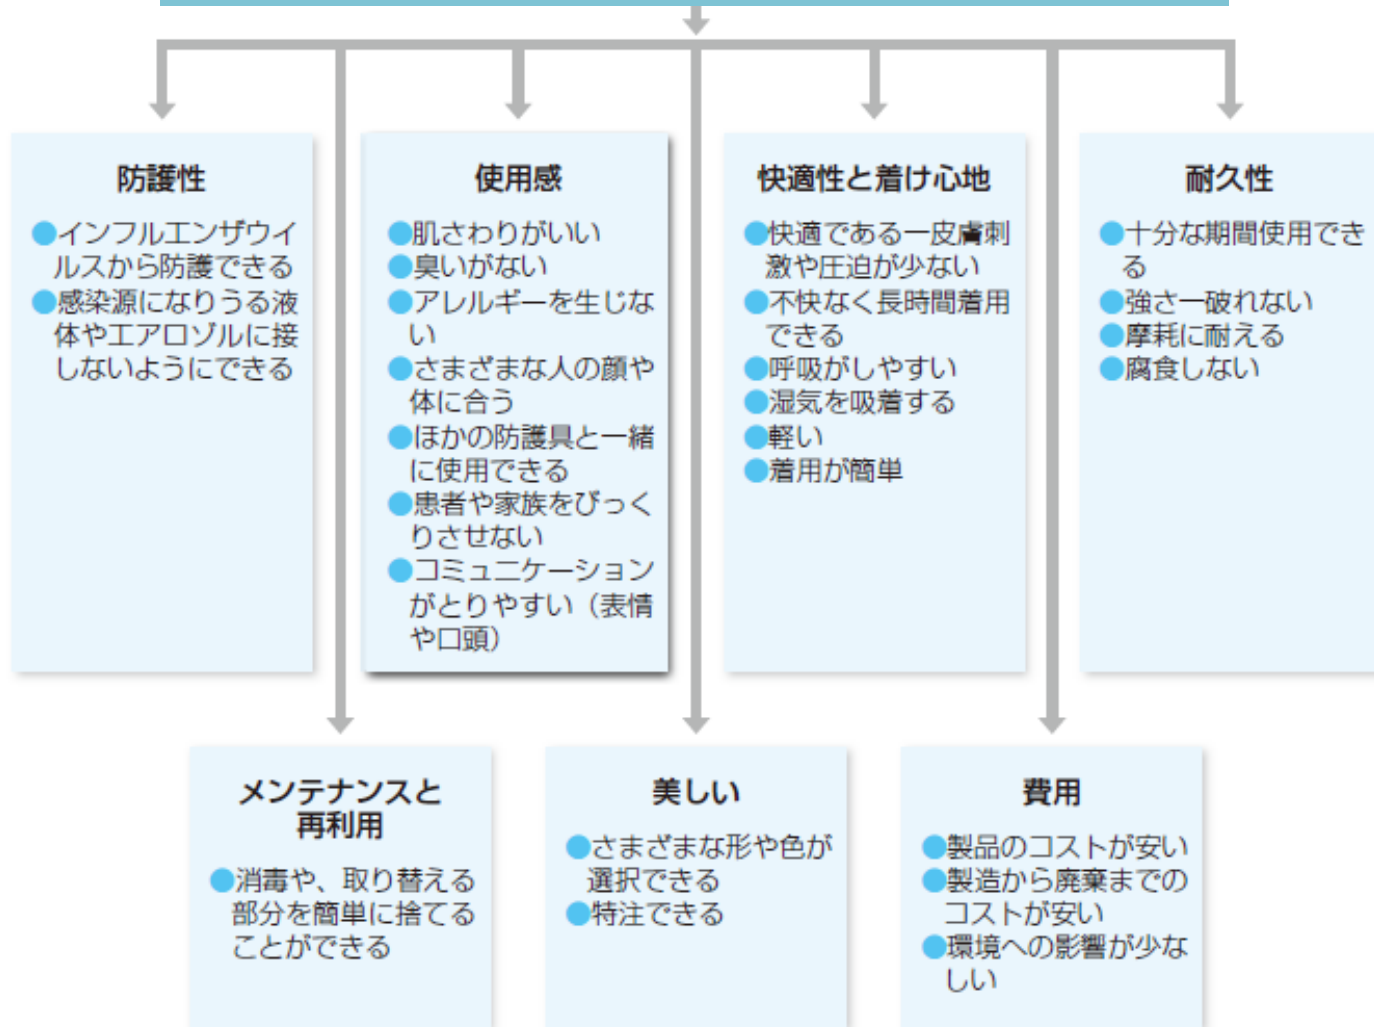 防護性
●インフルエンザウイ
ルスから防護できる
●感染源になりうる液
体やエアロゾルに接
しないようにできる
使用感
●肌さわりがいい
●臭いがない
●アレルギーを生じな
い
●さまざまな人の顔や
体に合う
●ほかの防護具と一緒
に使用できる
●患者や家族をびっく
りさせない
●コミュニケーション
がとりやすい（表情
や口頭）
快適性と着け心地
●快適である―皮膚刺
激や圧迫が少ない
●不快なく長時間着用
できる
●呼吸がしやすい
●湿気を吸着する
●軽い
●着用が簡単
耐久性
●十分な期間使用でき
る
●強さ―破れない
●摩耗に耐える
●腐食しない
メンテナンスと
再利用
●消毒や、取り替える
部分を簡単に捨てる
ことができる
美しい
●さまざまな形や色が
選択できる
●特注できる
費用
●製品のコストが安い
●製造から廃棄までの
コストが安い
●環境への影響が少な
しい